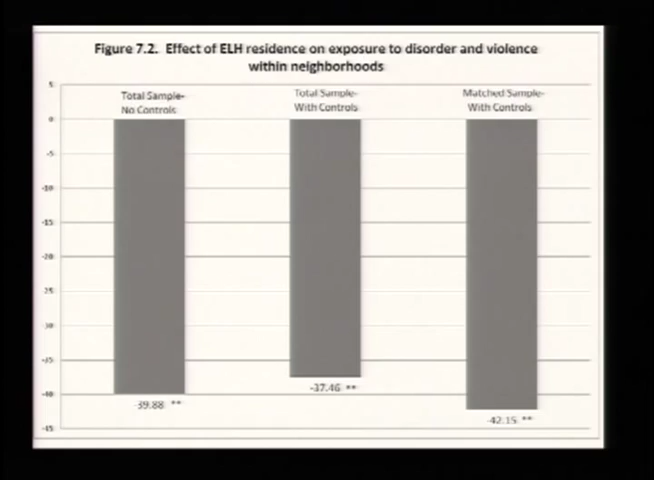 Figure 7.2. Effect of ELH residence on exposure to disorder and violence
within neighborhoods
5
Total Sample-
No Controls
Total Sample-
With Controls
Matched Sample-
With Controls
0
-5
-10
-15
-20
-25
-30
-35
-40
-45
-39.88 **
-37.46 **
-42.15 **